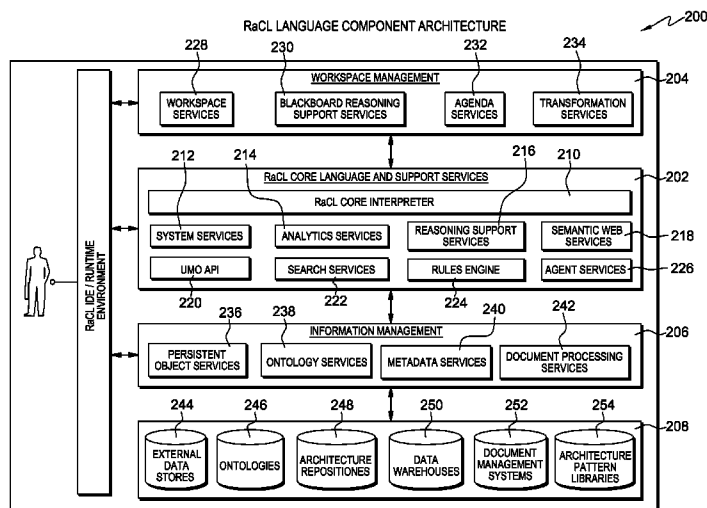 RaCL LANGUAGE COMPONENT ARCHITECTURE
200
228
230
232
234
WORKSPACE MANAGEMENT
204
WORKSPACE
SERVICES
BLACKBOARD REASONING
SUPPORT SERVICES
AGENDA
SERVICES
TRANSFORMATION
SERVICES
212
214
216
210
RaCL CORE LANGUAGE AND SUPPORT SERVICES
202
RaCL CORE INTERPRETER
SYSTEM SERVICES
ANALYTICS SERVICES
REASONING SUPPORT
SERVICES
SEMANTIC WEB
SERVICES
218
UMO API
SEARCH SERVICES
RULES ENGINE
AGENT SERVICES
226
220
222
224
RaCL IDE / RUNTIME
ENVIRONMENT
236
238
240
242
INFORMATION MANAGEMENT
206
PERSISTENT
OBJECT SERVICES
ONTOLOGY SERVICES
METADATA SERVICES
DOCUMENT PROCESSING
SERVICES
244
246
248
250
252
254
208
EXTERNAL
DATA
STORES
ONTOLOGIES
ARCHITECTURE
REPOSITIONES
DATA
WAREHOUSES
DOCUMENT
MANAGEMENT
SYSTEMS
ARCHITECTURE
PATTERN
LIBRARIES